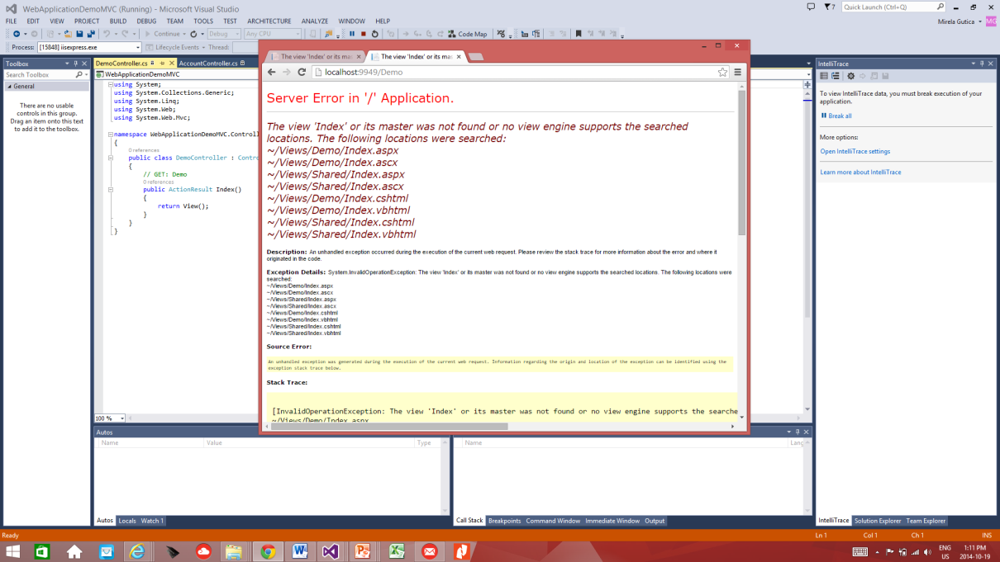 WebApplicationDemoMVC (Running) - Microsoft Visual Studio
7
Quick Launch (Ctrl+Q)
FILE EDIT VIEW PROJECT BUILD DEBUG TEAM TOOLS TEST ARCHITECTURE ANALYZE WINDOW HELP
Mirela Gutica MG
Continue Debug Any CPU Code Map
Process: [15848] iisexpress.exe Lifecycle Events Thread:
Toolbox
Search Toolbox
General
There are no usable
controls in this group.
Drag an item onto this text
to add it to the toolbox.
DemoController.cs AccountController.cs
WebApplicationDemoMVC
using System;
using System.Collections.Generic;
using System.Linq;
using System.Web;
using System.Web.Mvc;
namespace WebApplicationDemoMVC.Controll
{
0 references
public class DemoController : Contro
{
// GET: Demo
0 references
public ActionResult Index()
{
return View();
}
}
}
100 %
The view 'Index' or its mas The view 'Index' or its mas
localhost:9949/Demo
Server Error in '/' Application.
The view 'Index' or its master was not found or no view engine supports the searched
locations. The following locations were searched:
~/Views/Demo/Index.aspx
~/Views/Demo/Index.ascx
~/Views/Shared/Index.aspx
~/Views/Shared/Index.ascx
~/Views/Demo/Index.cshtml
~/Views/Demo/Index.vbhtml
~/Views/Shared/Index.cshtml
~/Views/Shared/Index.vbhtml
Description: An unhandled exception occurred during the execution of the current web request. Please review the stack trace for more information about the error and where it
originated in the code.
Exception Details: System.InvalidOperationException: The view 'Index' or its master was not found or no view engine supports the searched locations. The following locations were
searched:
~/Views/Demo/Index.aspx
~/Views/Demo/Index.ascx
~/Views/Shared/Index.aspx
~/Views/Shared/Index.ascx
~/Views/Demo/Index.cshtml
~/Views/Demo/Index.vbhtml
~/Views/Shared/Index.cshtml
~/Views/Shared/Index.vbhtml
Source Error:
An unhandled exception was generated during the execution of the current web request. Information regarding the origin and location of the exception can be identified using the
exception stack trace below.
Stack Trace:
[InvalidOperationException: The view 'Index' or its master was not found or no view engine supports the searche
~/Views/Demo/Index.aspx
IntelliTrace
To view IntelliTrace data, you must break execution of your
application.
Break all
More options:
Open IntelliTrace settings
Learn more about IntelliTrace
Autos
Name Value Type
Name Lang
Autos Locals Watch 1
Call Stack Breakpoints Command Window Immediate Window Output
IntelliTrace Solution Explorer Team Explorer
Ready
Ln 1 Col 1 Ch 1 INS
ENG
US
1:11 PM
2014-10-19